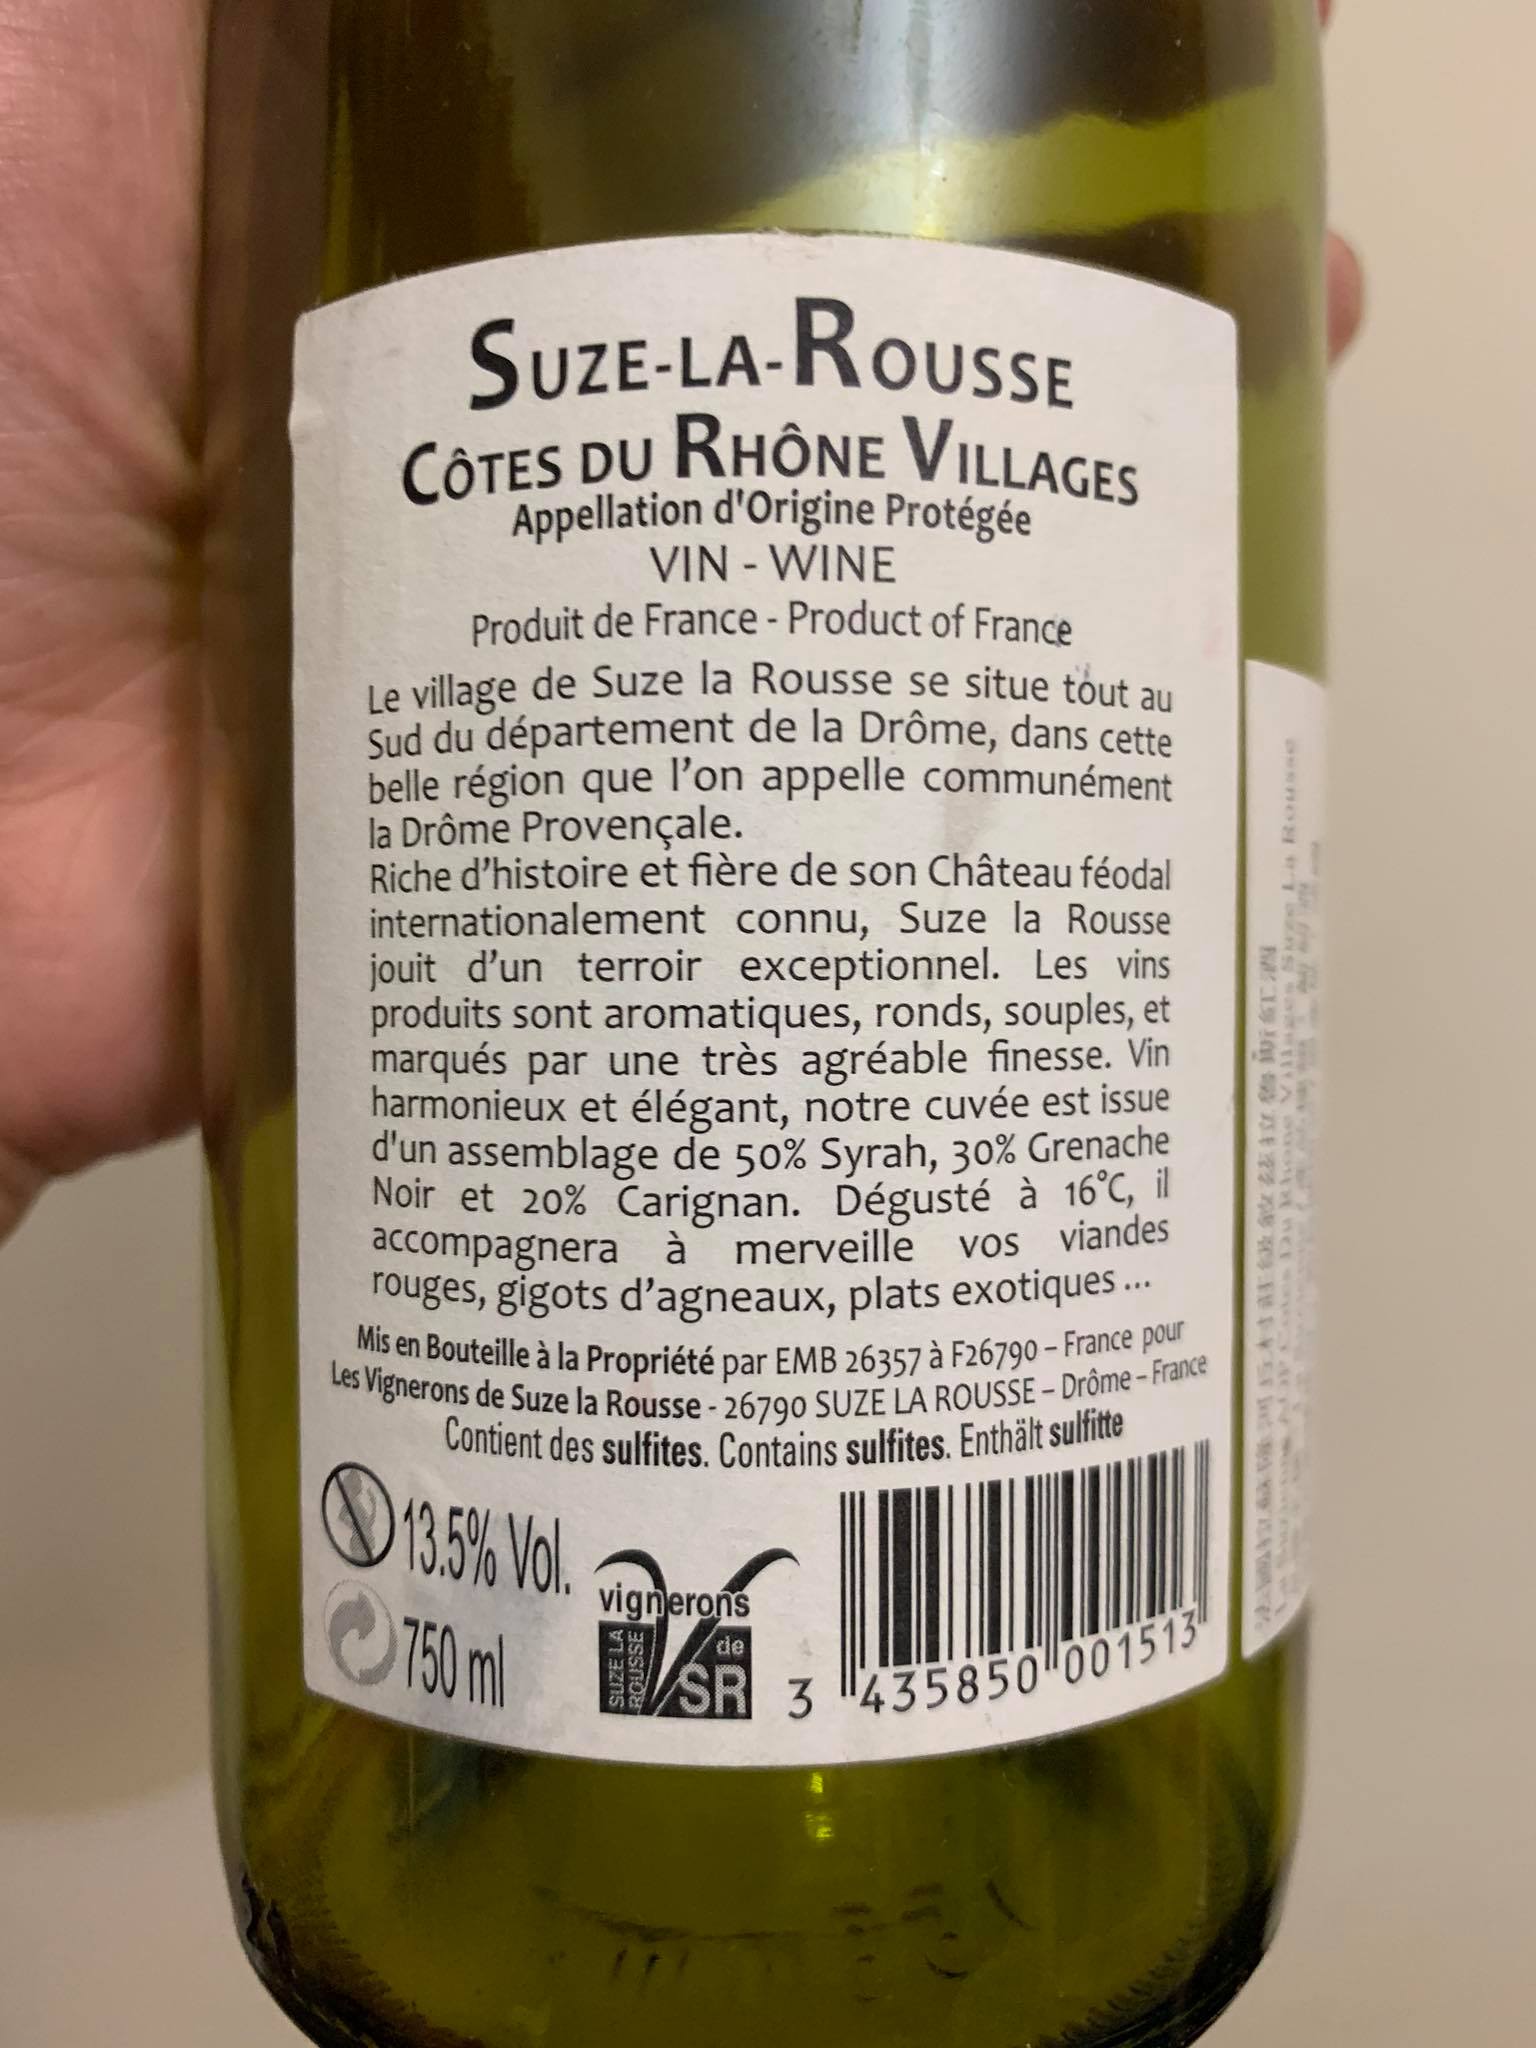 SUZE-LA-ROUSSE
CÔTES DU RHÔNE VILLAGES
Appellation d'Origine Protégée
VIN - WINE
Produit de France - Product of France
Le village de Suze la Rousse se situe tout au
Sud du département de la Drôme, dans cette
belle région que l’on appelle communément
la Drôme Provençale.
Riche d’histoire et fière de son Château féodal
internationalement connu, Suze la Rousse
jouit d’un terroir exceptionnel. Les vins
produits sont aromatiques, ronds, souples, et
marqués par une très agréable finesse. Vin
harmonieux et élégant, notre cuvée est issue
d'un assemblage de 50% Syrah, 30% Grenache
Noir et 20% Carignan. Dégusté à 16°C, il
accompagnera à merveille vos viandes
rouges, gigots d’agneaux, plats exotiques ...
Mis en Bouteille à la Propriété par EMB 26357 à F26790 – France pour
Les Vignerons de Suze la Rousse - 26790 SUZE LA ROUSSE – Drôme – France
Contient des sulfites. Contains sulfites. Enthält sulfitte
13.5% Vol.
750 ml
vignerons
de
SUZE LA
ROUSSE
SR
3 435850 001513
Côtes Du Rhône Villages Suze La Rousse